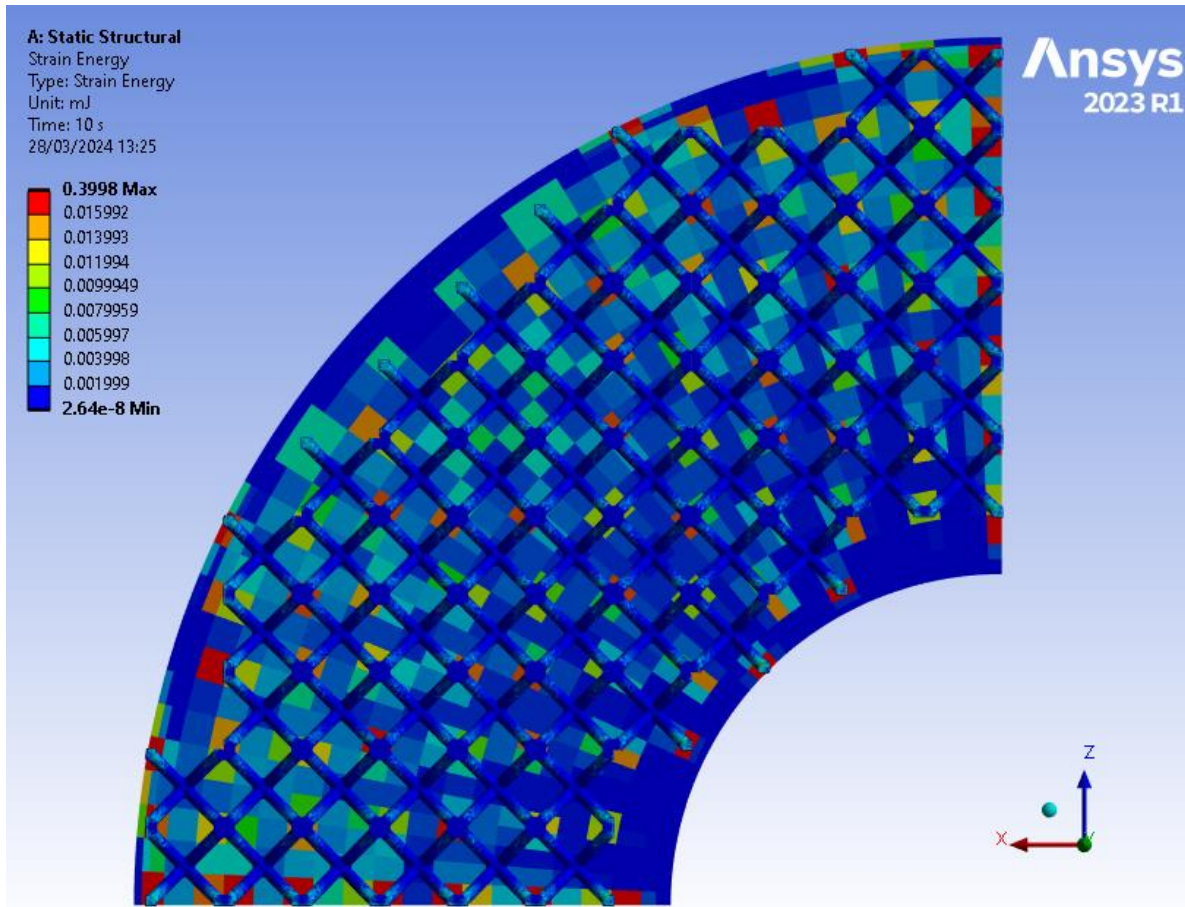 A: Static Structural
Strain Energy
Type: Strain Energy
Unit: mJ
Time: 10 s
28/03/2024 13:25
0.3998 Max
0.015992
0.013993
0.011994
0.0099949
0.0079959
0.005997
0.003998
0.001999
2.64e-8 Min
Ansys
2023 R1
Z
X
Y